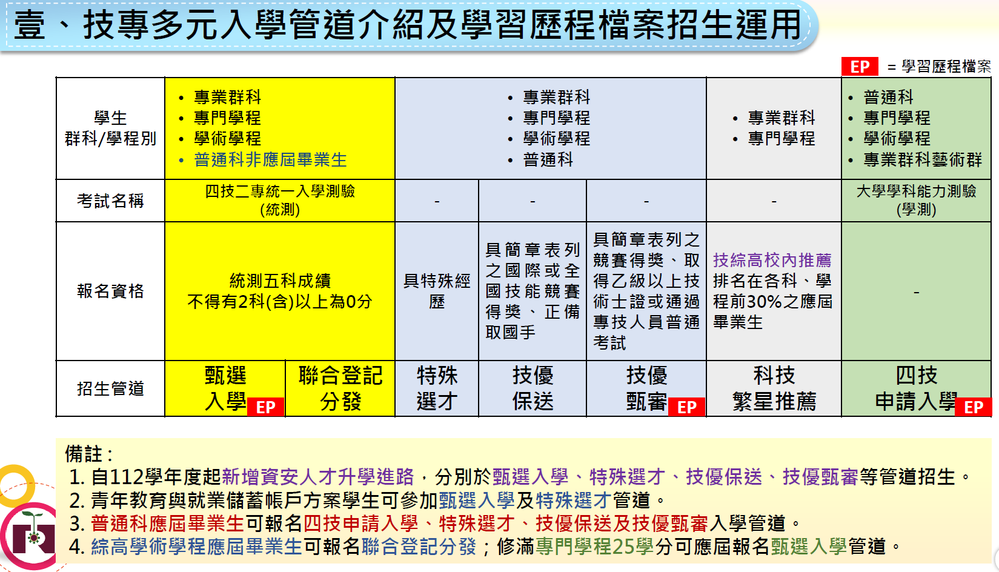 壹、技專多元入學管道介紹及學習歷程檔案招生運用
EP = 學習歷程檔案
學生
群科/學程別
• 專業群科
• 專門學程
• 學術學程
• 普通科非應屆畢業生
• 專業群科
• 專門學程
• 學術學程
• 普通科
• 專業群科
• 專門學程
• 普通科
• 專門學程
• 學術學程
• 專業群科藝術群
考試名稱
四技二專統一入學測驗
(統測)
-
-
-
-
大學學科能力測驗
(學測)
報名資格
統測五科成績
不得有2科(含)以上為0分
具特殊經
歷
具簡章表列
之國際或全
國技能競賽
得獎、正備
取國手
具簡章表列之
競賽得獎、取
得乙級以上技
術士證或通過
專技人員普通
考試
技綜高校內推薦
排名在各科、學
程前30%之應屆
畢業生
-
招生管道
甄選
入學 EP
聯合登記
分發
特殊
選才
技優
保送
技優
甄審 EP
科技
繁星推薦
四技
申請入學 EP
備註：
1. 自112學年度起新增資安人才升學進路，分別於甄選入學、特殊選才、技優保送、技優甄審等管道招生。
2. 青年教育與就業儲蓄帳戶方案學生可參加甄選入學及特殊選才管道。
3. 普通科應屆畢業生可報名四技申請入學、特殊選才、技優保送及技優甄審入學管道。
4. 綜高學術學程應屆畢業生可報名聯合登記分發；修滿專門學程25學分可應屆報名甄選入學管道。
R